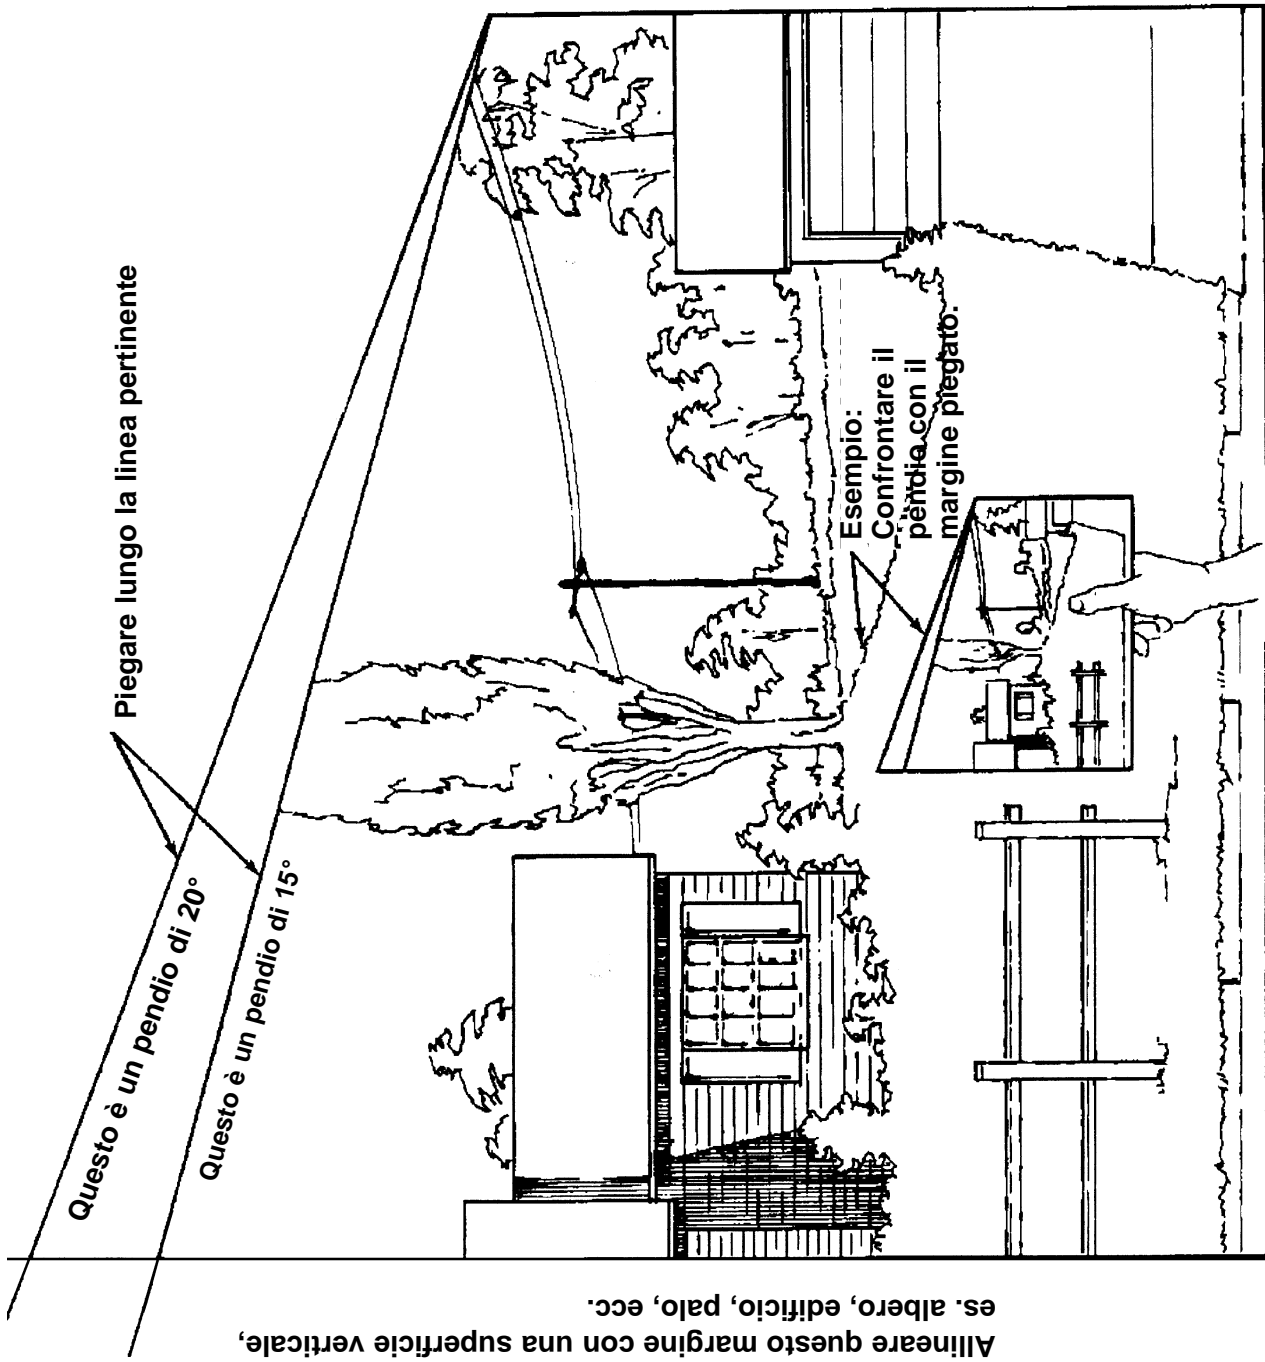 Piegare lungo la linea pertinente
Questo è un pendio di 20°
Questo è un pendio di 15°
Esempio:
Confrontare il
pendio con il
margine piegato.
Allineare questo margine con una superficie verticale,
es. albero, edificio, palo, ecc.